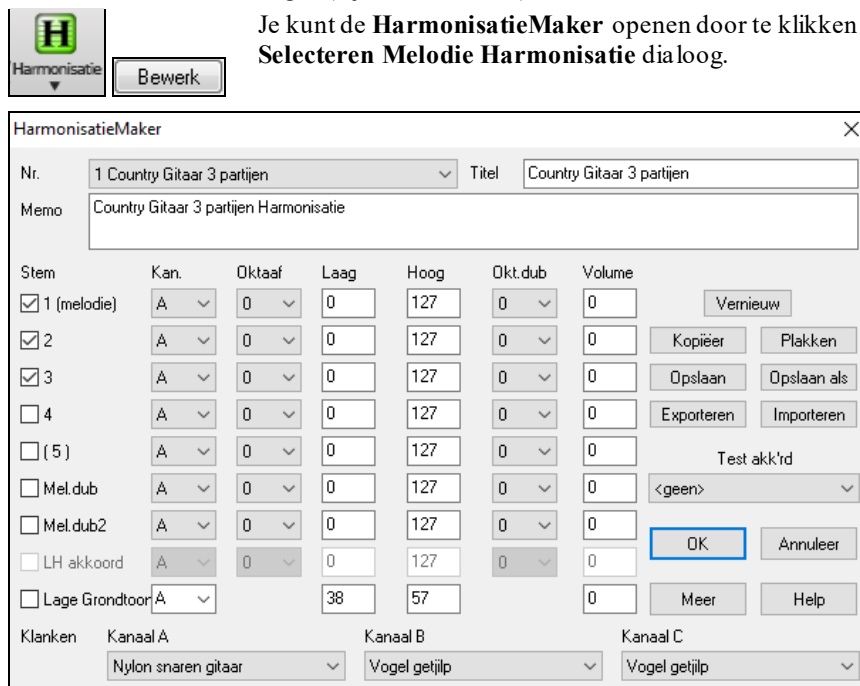 Je kunt de HarmonisatieMaker openen door te klikken
Selecteren Melodie Harmonisatie dialoog.
H
Harmonisatie
Bewerk
HarmonisatieMaker
Nr. 1 Country Gitaar 3 partijen Titel Country Gitaar 3 partijen
Memo Country Gitaar 3 partijen Harmonisatie
Stem Kan. Oktaaf Laag Hoog Okt.dub Volume
1 (melodie) A 0 0 127 0 0 Vernieuw
2 A 0 0 127 0 0 Kopiëer Plakken
3 A 0 0 127 0 0 Opslaan Opslaan als
4 A 0 0 127 0 0 Exporteren Importeren
( 5 ) A 0 0 127 0 0 Test akk'rd
Mel.dub A 0 0 127 0 0 <geen>
Mel.dub2 A 0 0 127 0 0 OK Annuleer
LH akkoord A 0 0 127 0 0
Lage Grondtoon A 38 57 0 Meer Help
Klanken Kanaal A Kanaal B Kanaal C
Nylon snaren gitaar Vogel getjilp Vogel getjilp